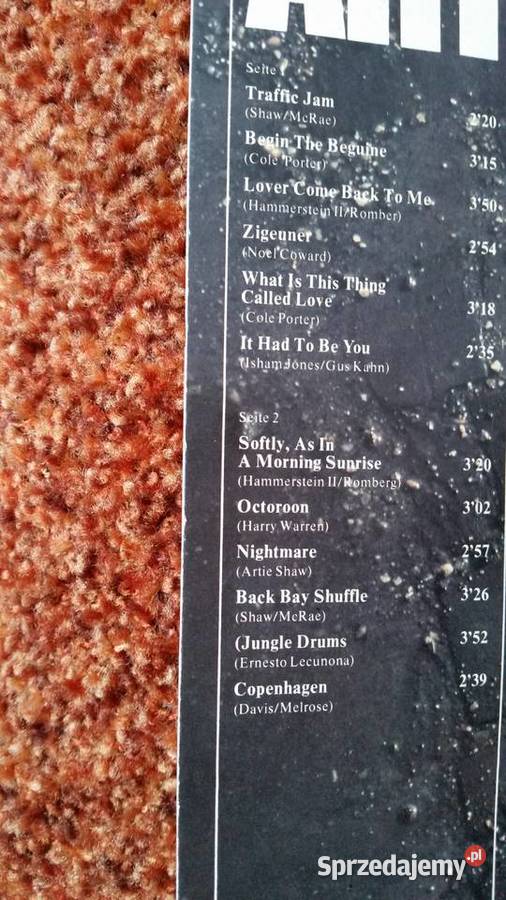 Seite 1
Traffic Jam
(Shaw/McRae) 2'20
Begin The Beguine
(Cole Porter) 3'15
Lover Come Back To Me
(Hammerstein II/Romber) 3'50
Zigeuner
(Noel Coward) 2'54
What Is This Thing
Called Love 3'18
(Cole Porter)
It Had To Be You 2'35
(Isham Jones/Gus Kahn)
Seite 2
Softly, As In
A Morning Sunrise 3'20
(Hammerstein II/Romberg)
Octoroon 3'02
(Harry Warren)
Nightmare 2'57
(Artie Shaw)
Back Bay Shuffle 3'26
(Shaw/McRae)
(Jungle Drums 3'52
(Ernesto Lecunona)
Copenhagen 2'39
(Davis/Melrose)
Sprzedajemy.pl